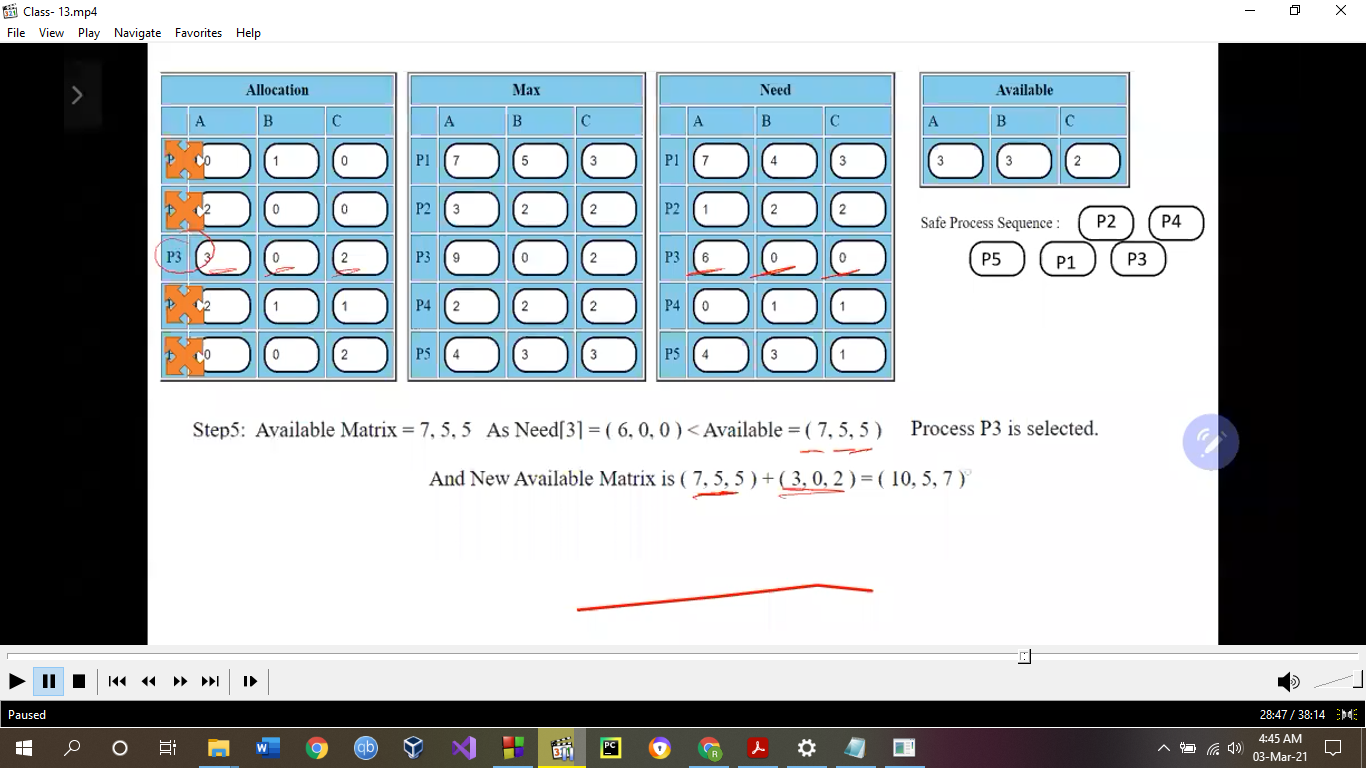 Class- 13.mp4
File View Play Navigate Favorites Help
Allocation
A B C
0 1 0
2 0 0
P3 3 0 2
2 1 1
0 0 2
Max
A B C
P1 7 5 3
P2 3 2 2
P3 9 0 2
P4 2 2 2
P5 4 3 3
Need
A B C
P1 7 4 3
P2 1 2 2
P3 6 0 0
P4 0 1 1
P5 4 3 1
Available
A B C
3 3 2
Safe Process Sequence : P2 P4
P5 P1 P3
Step5: Available Matrix = 7, 5, 5 As Need[3] = ( 6, 0, 0 ) < Available = ( 7, 5, 5 ) Process P3 is selected.
And New Available Matrix is ( 7, 5, 5 ) + ( 3, 0, 2 ) = ( 10, 5, 7 )
Paused 28:47 / 38:14
4:45 AM
03-Mar-21